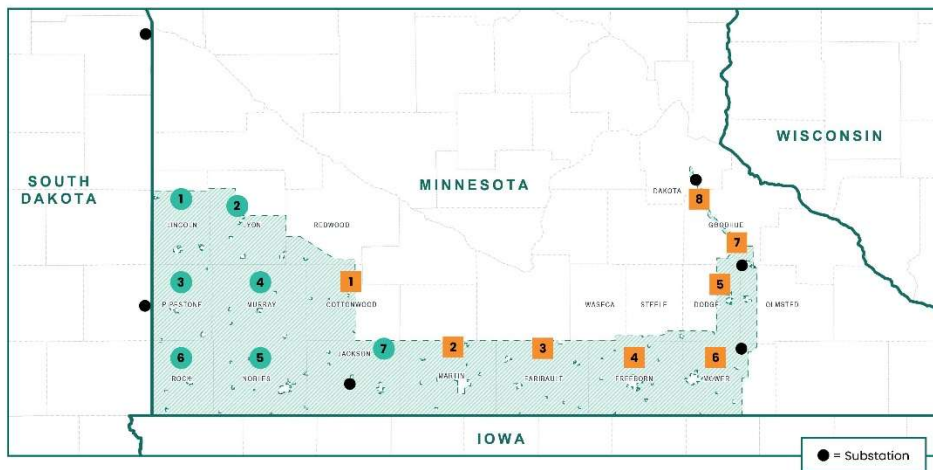 WISCONSIN
SOUTH
DAKOTA
MINNESOTA
DAKOTA
1
2
8
LINCOLN
LYON
REDWOOD
GOODHUE
7
3
4
1
5
PIPESTONE
MURRAY
COTTONWOOD
WASECA
STEELE
DODGE
OLMSTED
6
5
JACKSON
7
2
3
4
6
ROCK
NOBLES
MARTIN
FARIBAULT
FREEBORN
MOWER
IOWA
= Substation